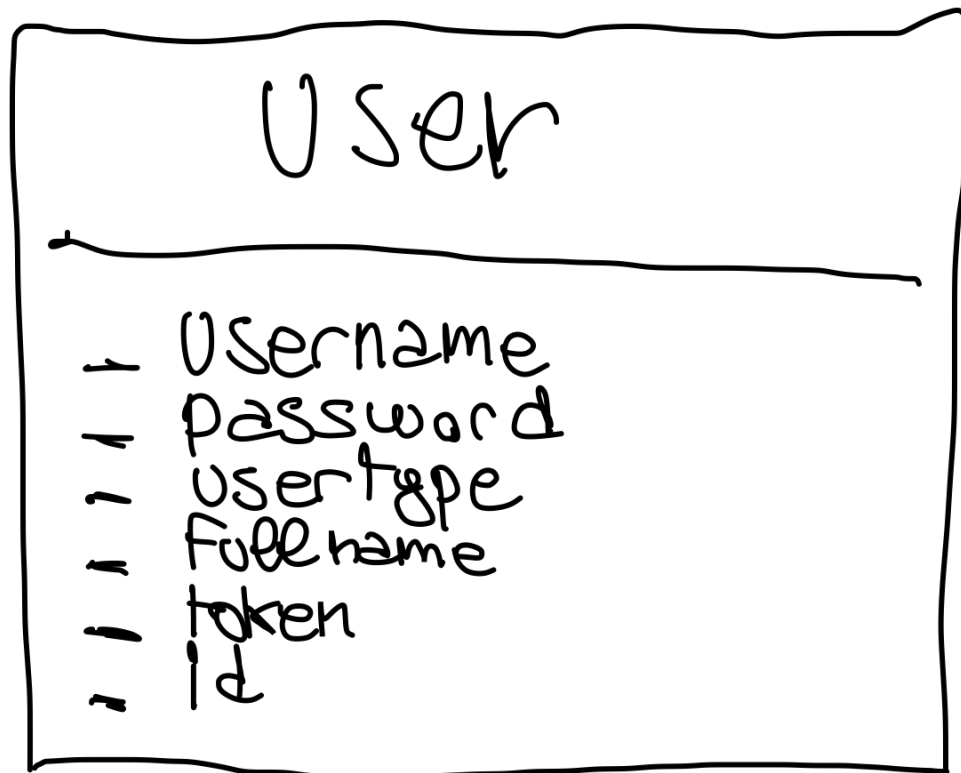 User
- Username
- password
- usertype
- Fullname
- token
- id